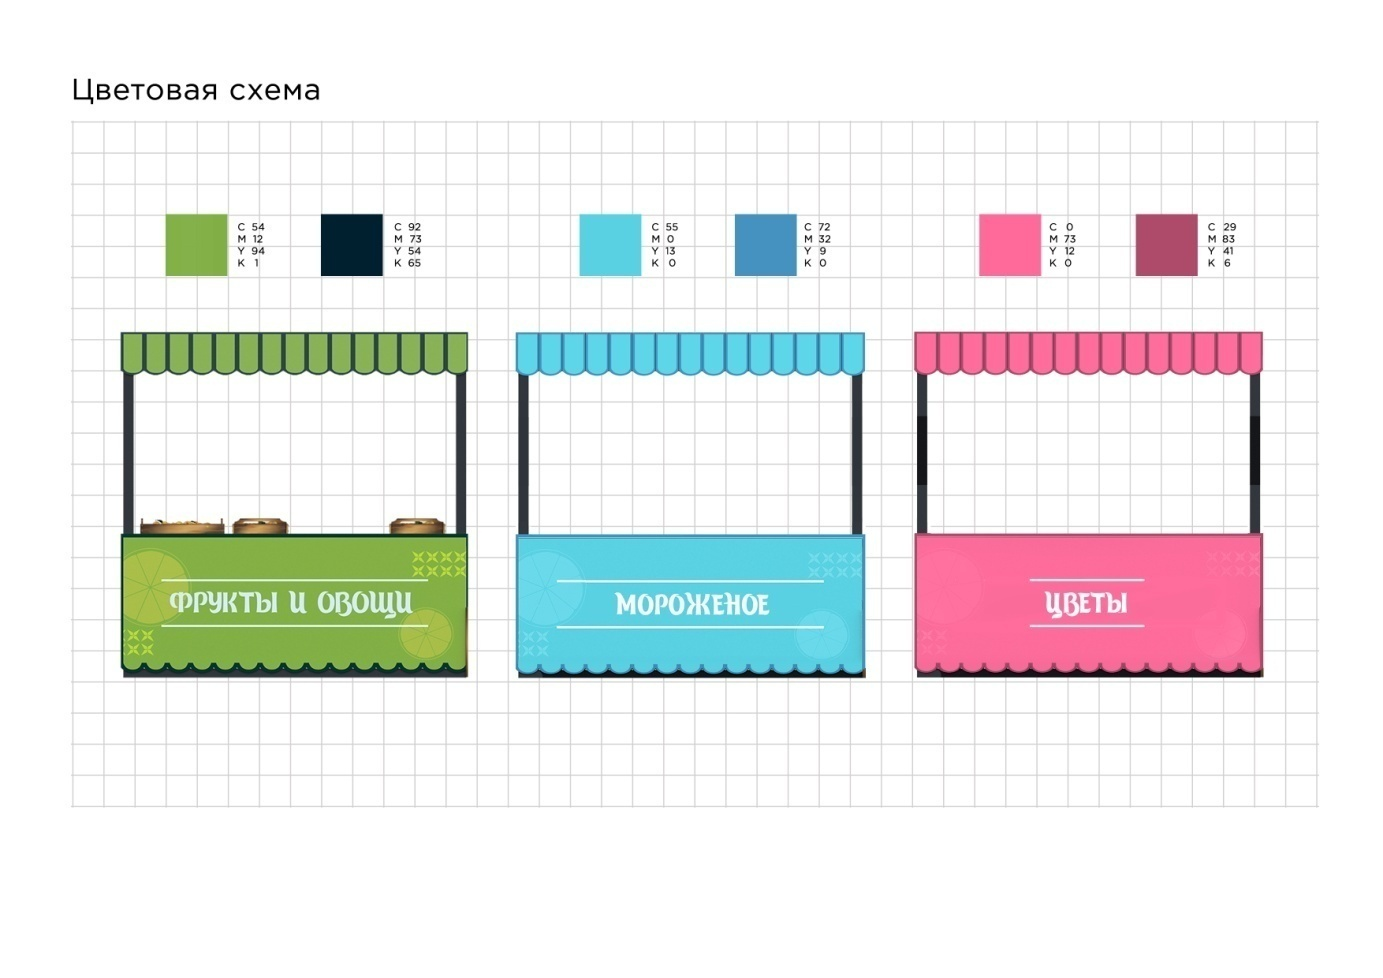 Цветовая схема
C 54
M 12
Y 94
K 1
C 92
M 73
Y 54
K 65
C 55
M 0
Y 13
K 0
C 72
M 32
Y 9
K 0
C 0
M 73
Y 12
K 0
C 29
M 83
Y 41
K 6
ФРУКТЫ И ОВОЩИ
МОРОЖЕНОЕ
ЦВЕТЫ